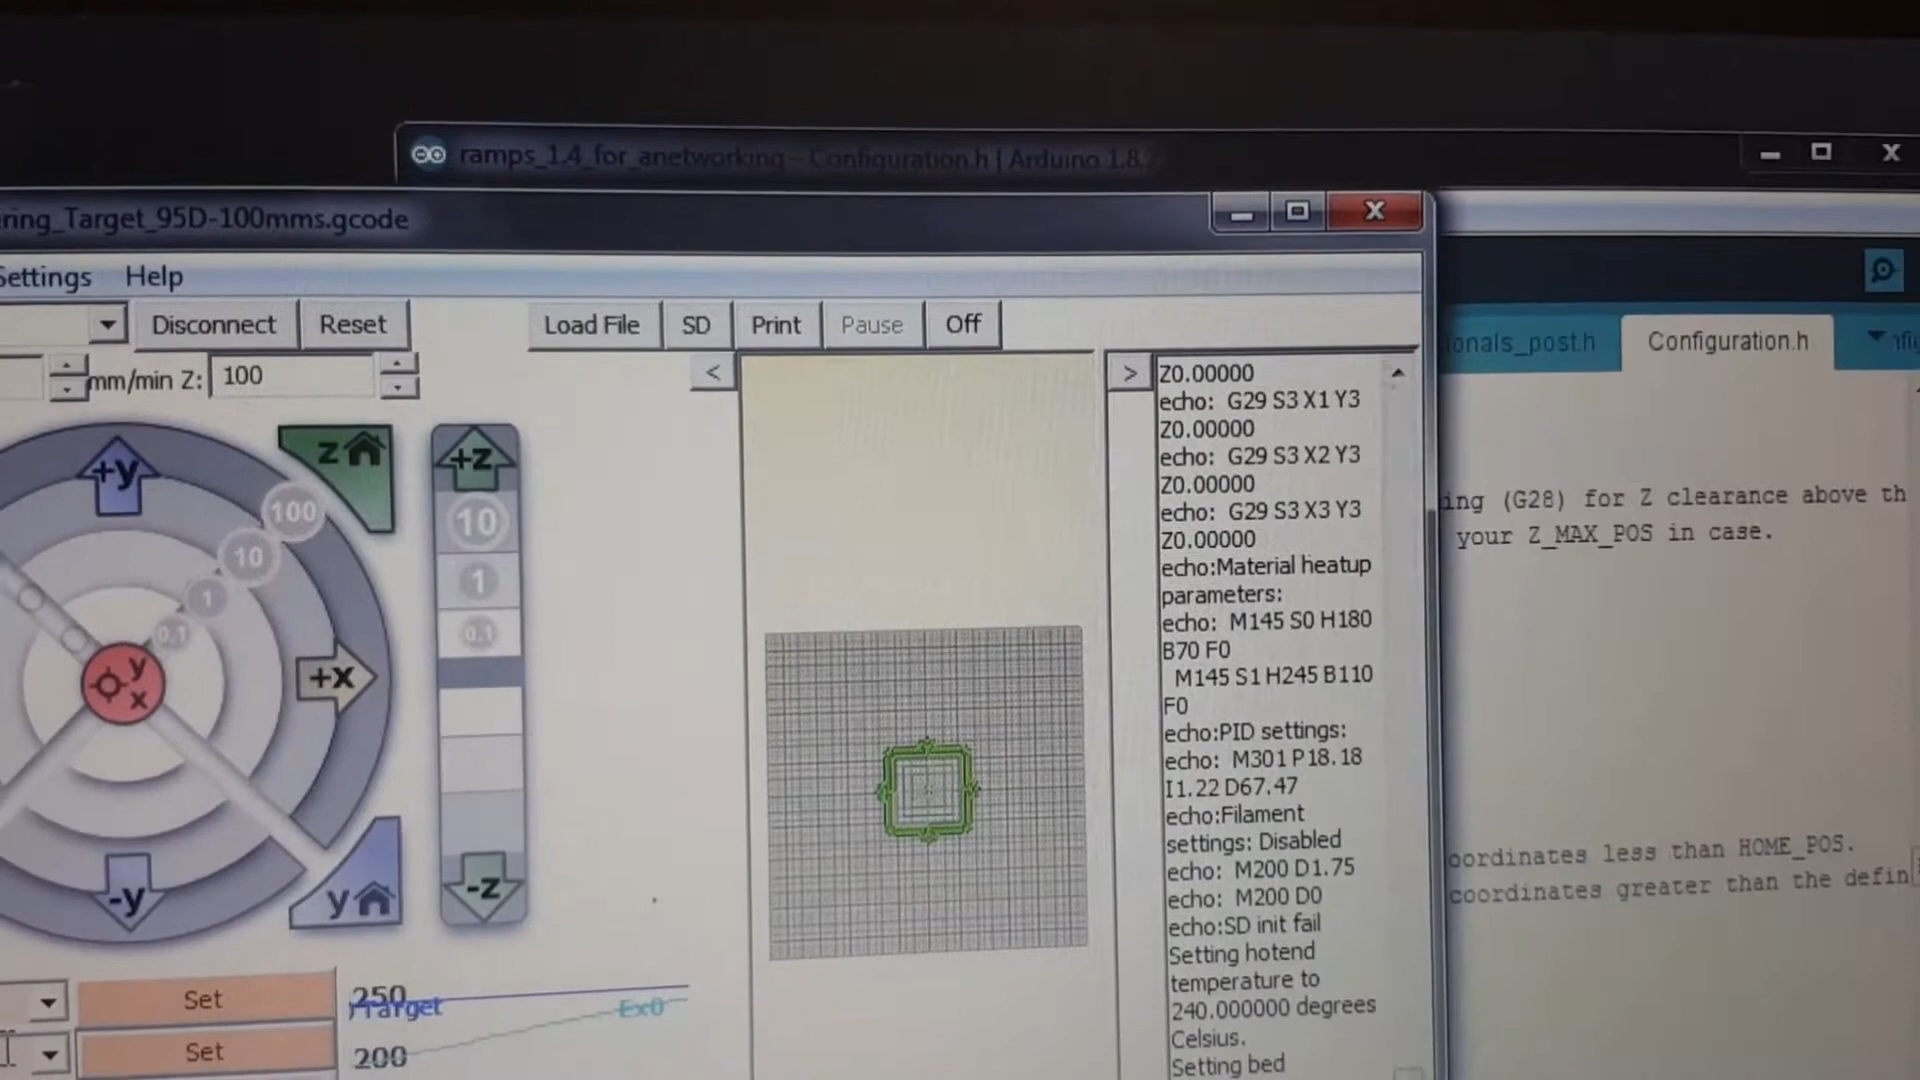 ramps_1.4_for_anetworking - Configuration.h | Arduino 1.8.
ring_Target_95D-100mms.gcode
Settings Help
Disconnect Reset Load File SD Print Pause Off
mm/min Z: 100
< >
onals_post.h Configuration.h
+y z 100 10 1 0.1
+x
y x
-y y
+z
10
1
0.1
-z
Z0.00000
echo: G29 S3 X1 Y3
Z0.00000
echo: G29 S3 X2 Y3
Z0.00000
echo: G29 S3 X3 Y3
Z0.00000
echo:Material heatup
parameters:
echo: M145 S0 H180
B70 F0
M145 S1 H245 B110
F0
echo:PID settings:
echo: M301 P18.18
I1.22 D67.47
echo:Filament
settings: Disabled
echo: M200 D1.75
echo: M200 D0
echo:SD init fail
Setting hotend
temperature to
240.000000 degrees
Celsius.
Setting bed
ing (G28) for Z clearance above th
your Z_MAX_POS in case.
oordinates less than HOME_POS.
coordinates greater than the defin
Set
Set
250
Target
Ex0
200